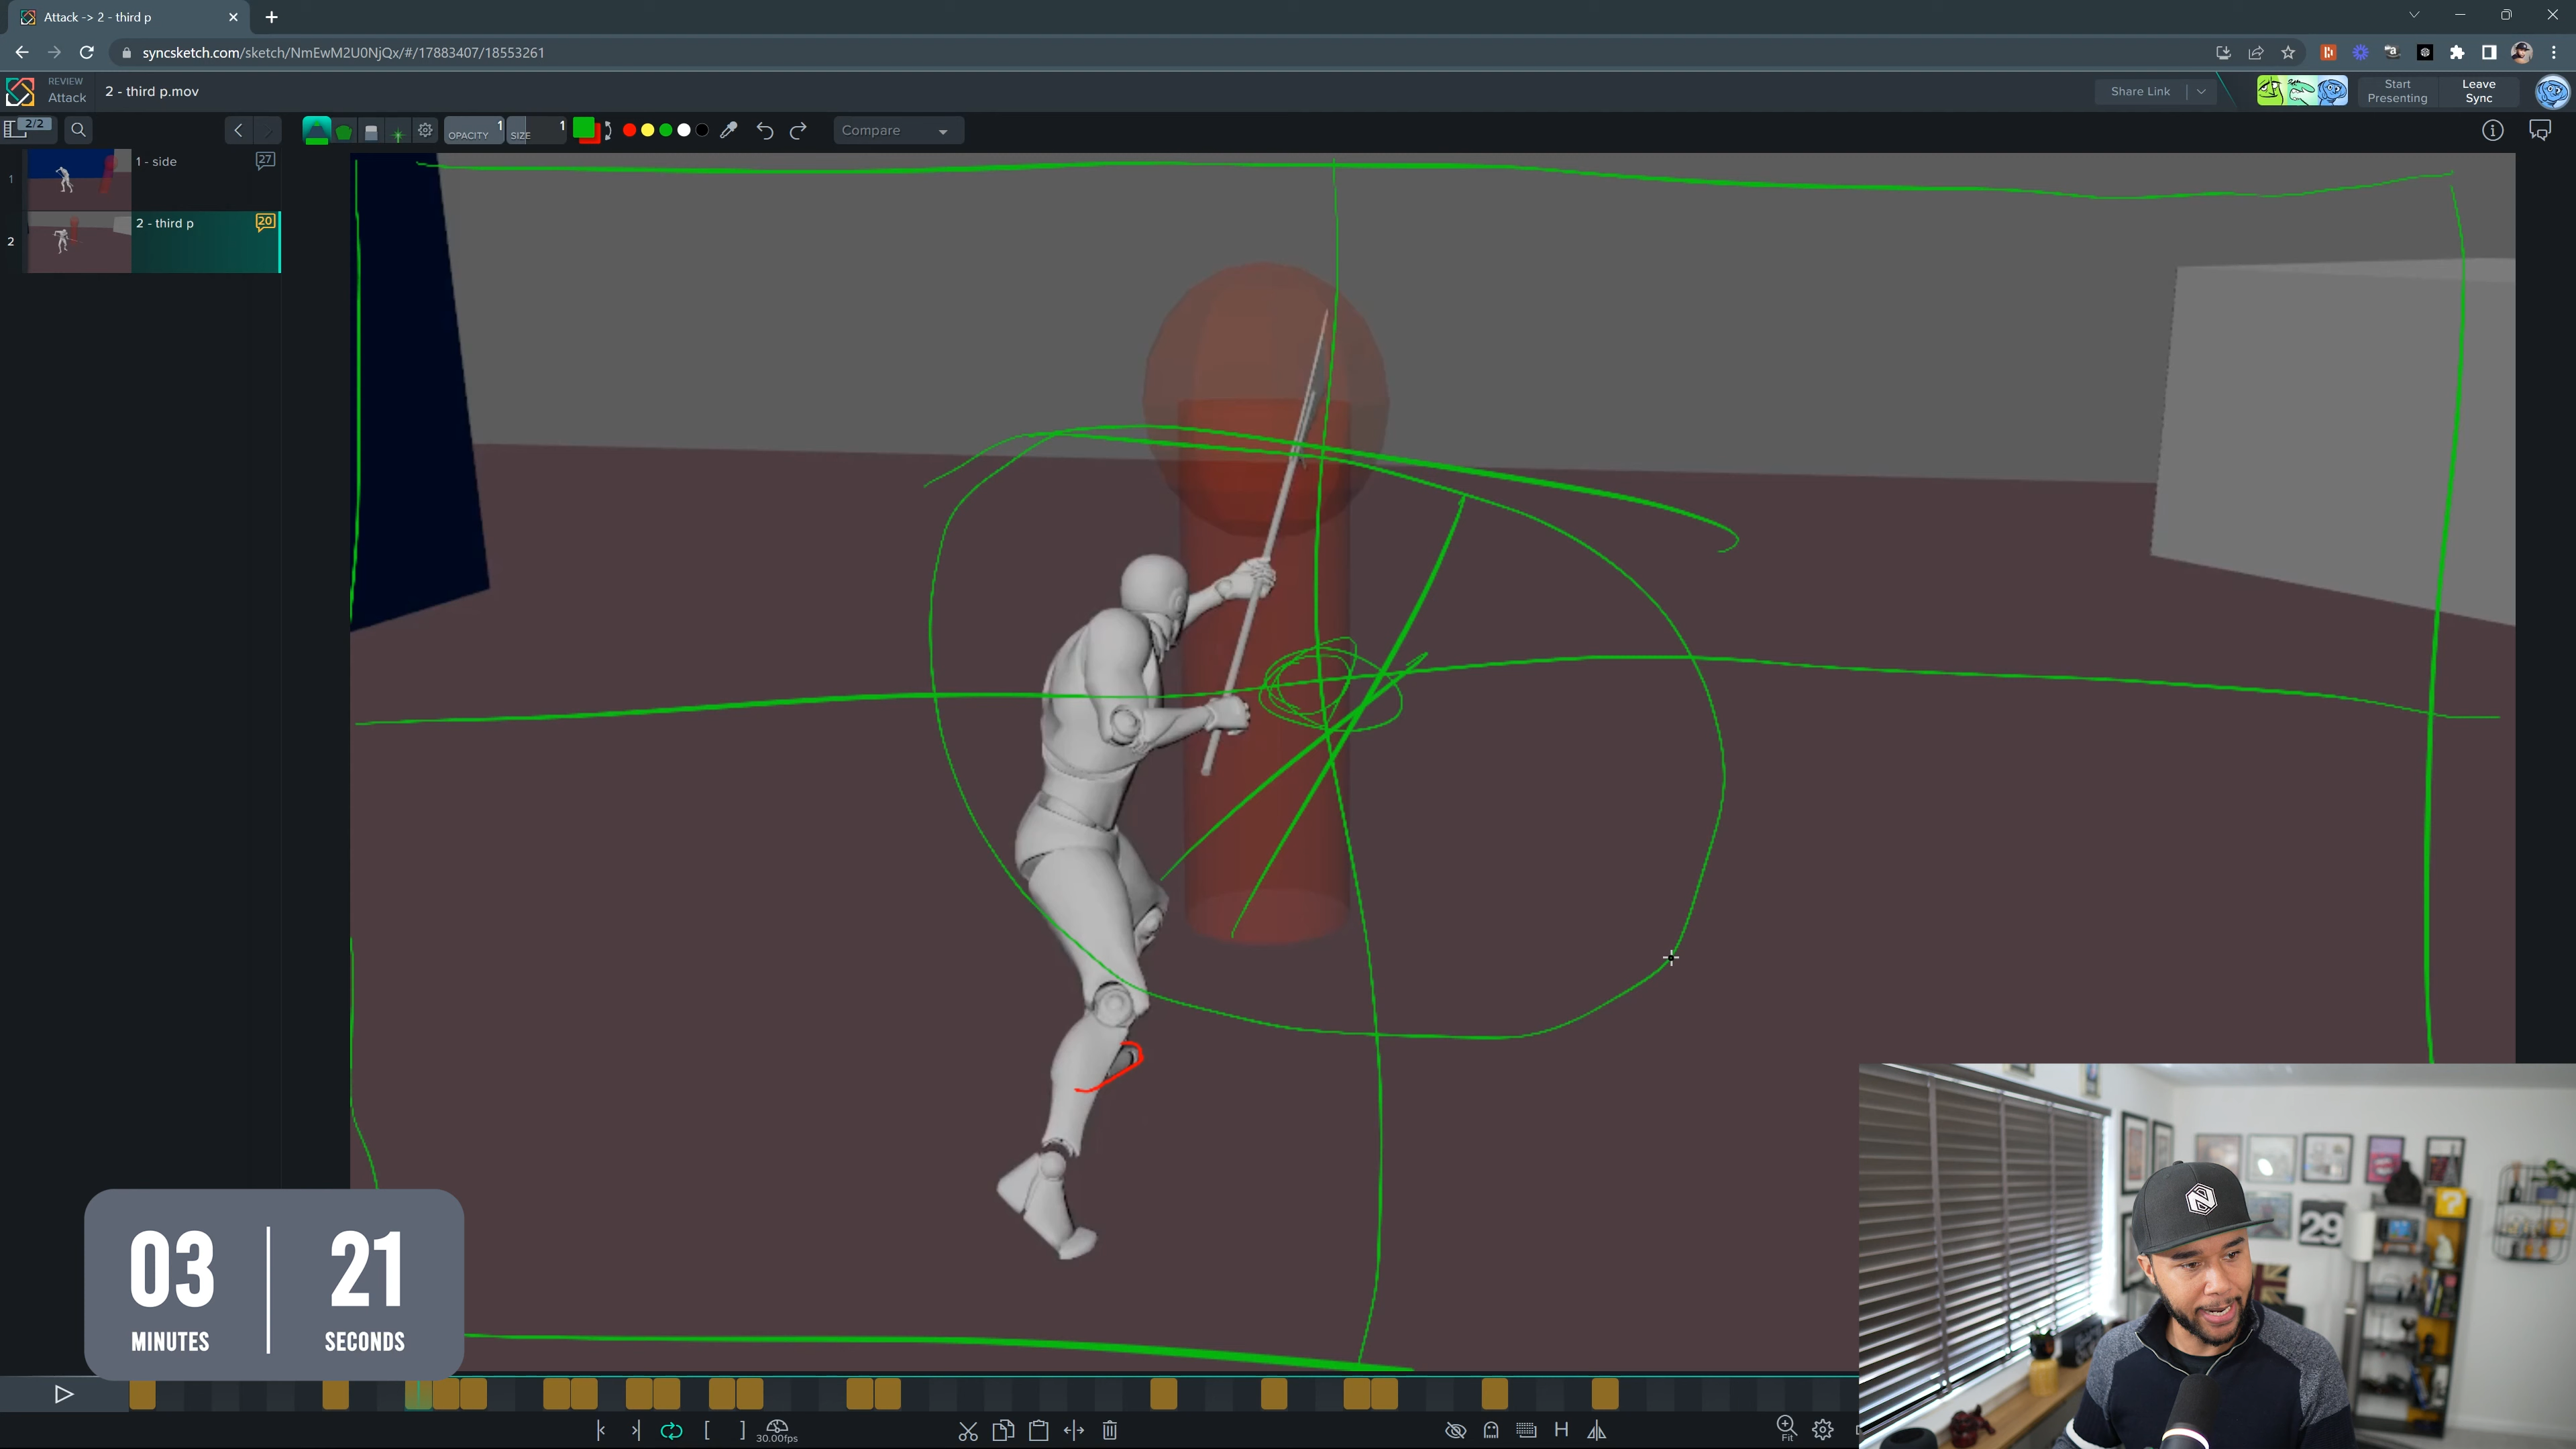 Attack -> 2 - third p
syncsketch.com/sketch/NmEwM2U0NjQx/#/17883407/18553261
REVIEW
Attack
2 - third p.mov
Share Link
Start Presenting
Leave Sync
2/2
OPACITY 1
SIZE 1
Compare
1
1 - side
27
2
2 - third p
20
03
MINUTES
21
SECONDS
29
30.00fps
H
Fit